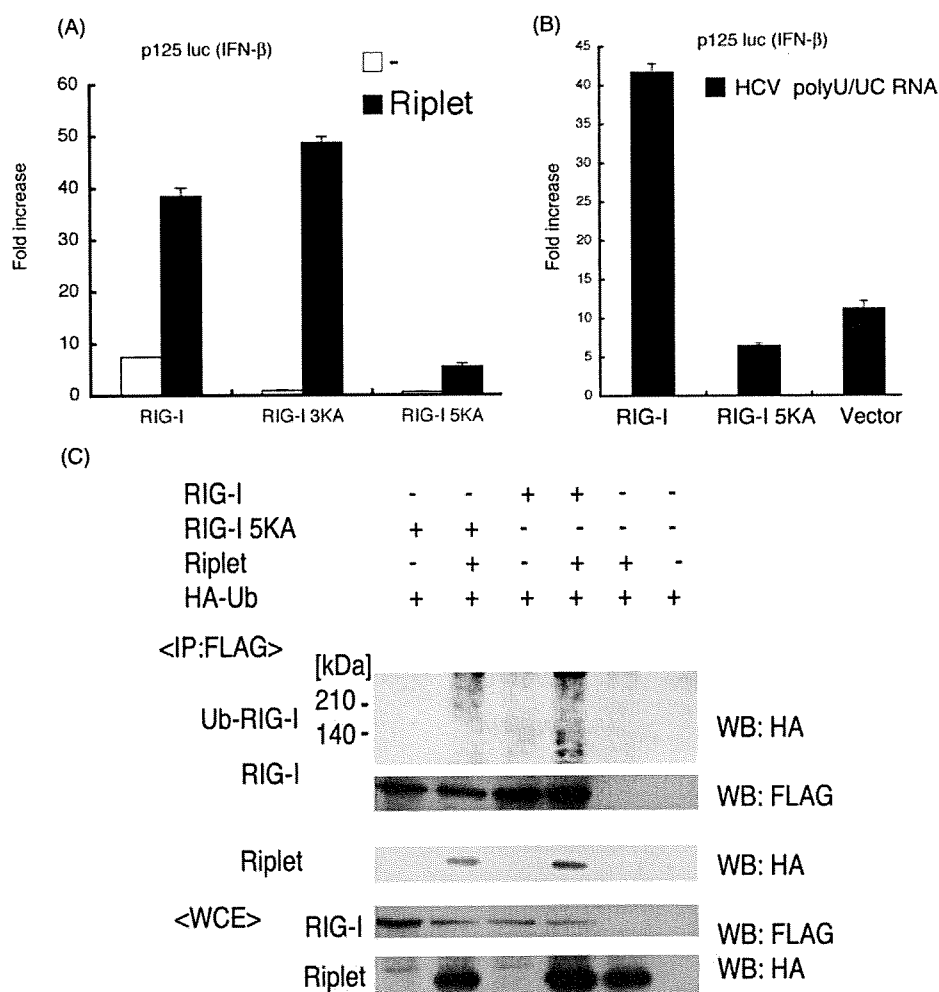 (A)
p125 luc (IFN-β)
-
Riplet
Fold increase
60
50
40
30
20
10
0
RIG-I
RIG-I 3KA
RIG-I 5KA
(B)
p125 luc (IFN-β)
HCV polyU/UC RNA
Fold increase
45
40
35
30
25
20
15
10
5
0
RIG-I
RIG-I 5KA
Vector
(C)
RIG-I - - + + - -
RIG-I 5KA + + - - - -
Riplet - + - + + -
HA-Ub + + + + + +
<IP:FLAG>
[kDa]
210 -
Ub-RIG-I
140 -
WB: HA
RIG-I
WB: FLAG
Riplet
WB: HA
<WCE>
RIG-I
WB: FLAG
Riplet
WB: HA